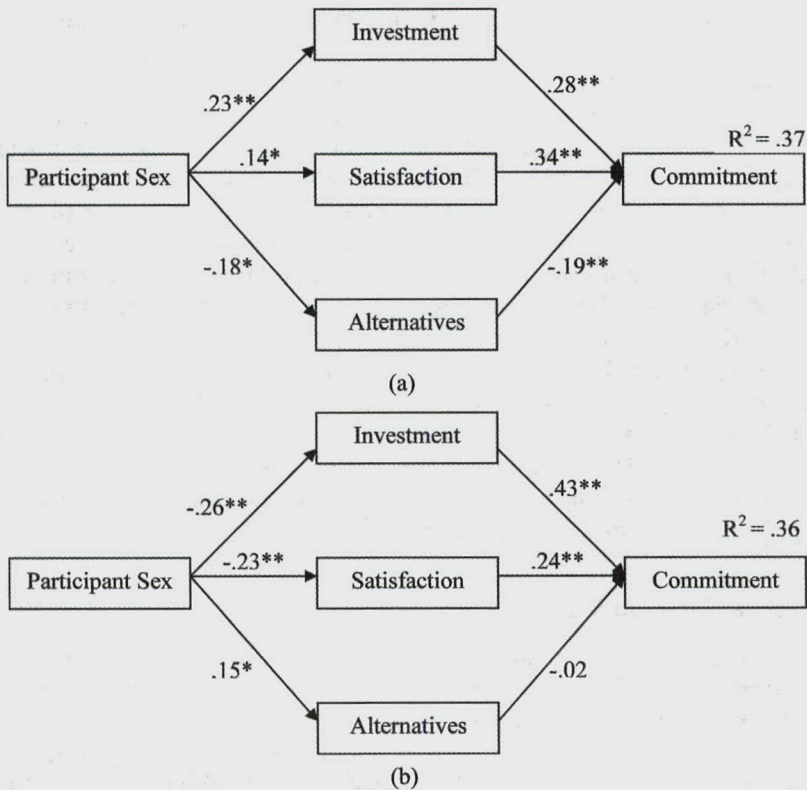 Investment
.23**
.28**
R² = .37
Participant Sex
.14*
Satisfaction
.34**
Commitment
-.18*
-.19**
Alternatives
(a)
Investment
-.26**
.43**
R² = .36
Participant Sex
-.23**
Satisfaction
.24**
Commitment
.15*
-.02
Alternatives
(b)